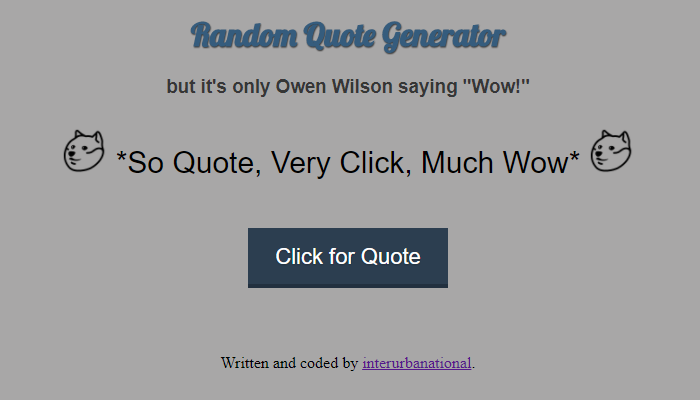 Random Quote Generator
but it's only Owen Wilson saying "Wow!"
*So Quote, Very Click, Much Wow*
Click for Quote
Written and coded by interurbanational.